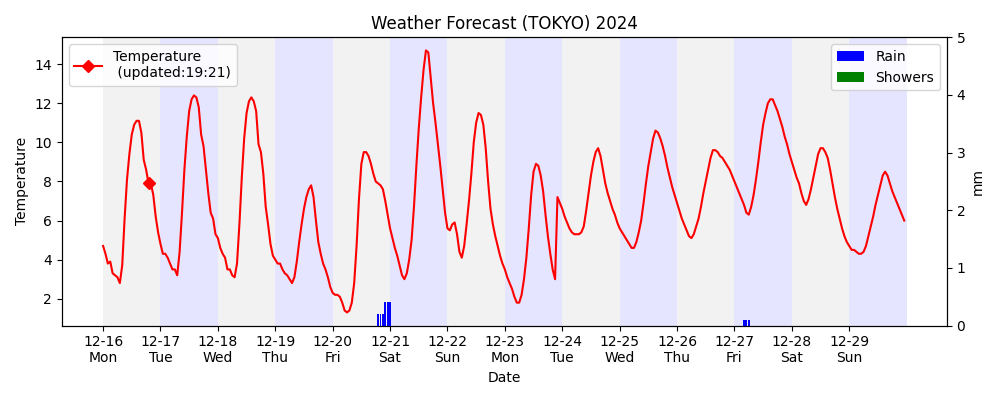 Weather Forecast (TOKYO) 2024
Temperature
(updated:19:21)
Rain
Showers
Temperature
14
12
10
8
6
4
2
5
4
3
2
1
0
mm
12-16 12-17 12-18 12-19 12-20 12-21 12-22 12-23 12-24 12-25 12-26 12-27 12-28 12-29
Mon Tue Wed Thu Fri Sat Sun Mon Tue Wed Thu Fri Sat Sun
Date